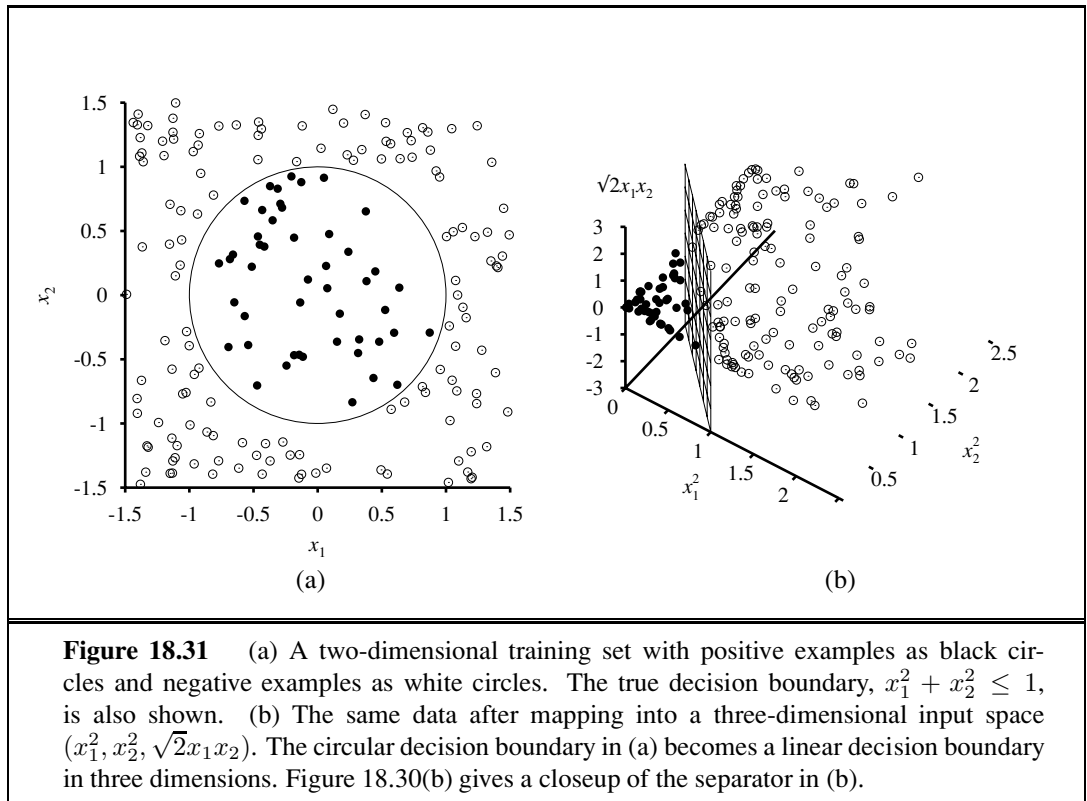 1.5
1
0.5
0
-0.5
-1
-1.5
x₂
-1.5 -1 -0.5 0 0.5 1 1.5
x₁
(a)
√2x₁x₂
3
2
1
0
-1
-2
-3
0
0.5
1
1.5
2
x₁²
0.5
1
1.5
2
2.5
x₂²
(b)
Figure 18.31 (a) A two-dimensional training set with positive examples as black cir-
cles and negative examples as white circles. The true decision boundary, x₁² + x₂² ≤ 1,
is also shown. (b) The same data after mapping into a three-dimensional input space
(x₁², x₂², √2x₁x₂). The circular decision boundary in (a) becomes a linear decision boundary
in three dimensions. Figure 18.30(b) gives a closeup of the separator in (b).